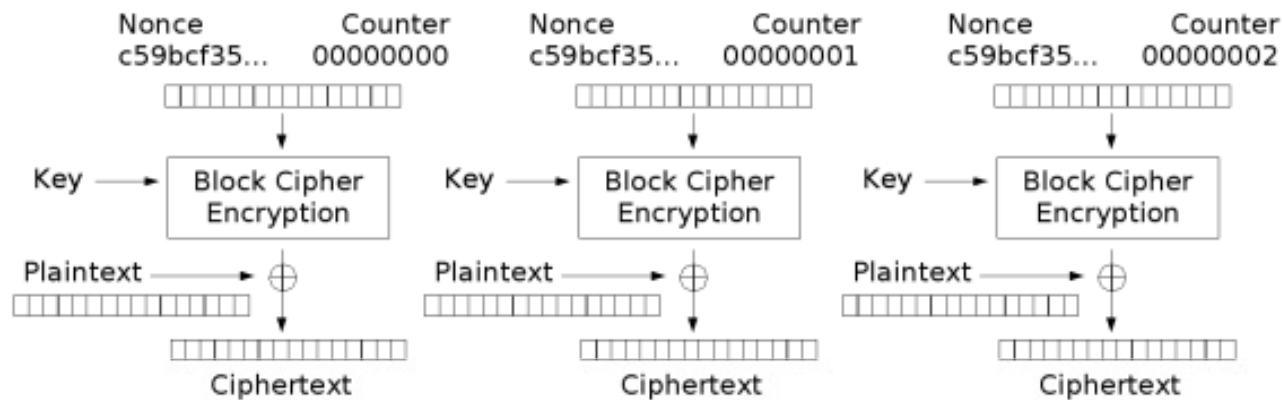 Nonce Counter
c59bcf35... 00000000
Key
Block Cipher
Encryption
Plaintext
Ciphertext
Nonce Counter
c59bcf35... 00000001
Key
Block Cipher
Encryption
Plaintext
Ciphertext
Nonce Counter
c59bcf35... 00000002
Key
Block Cipher
Encryption
Plaintext
Ciphertext